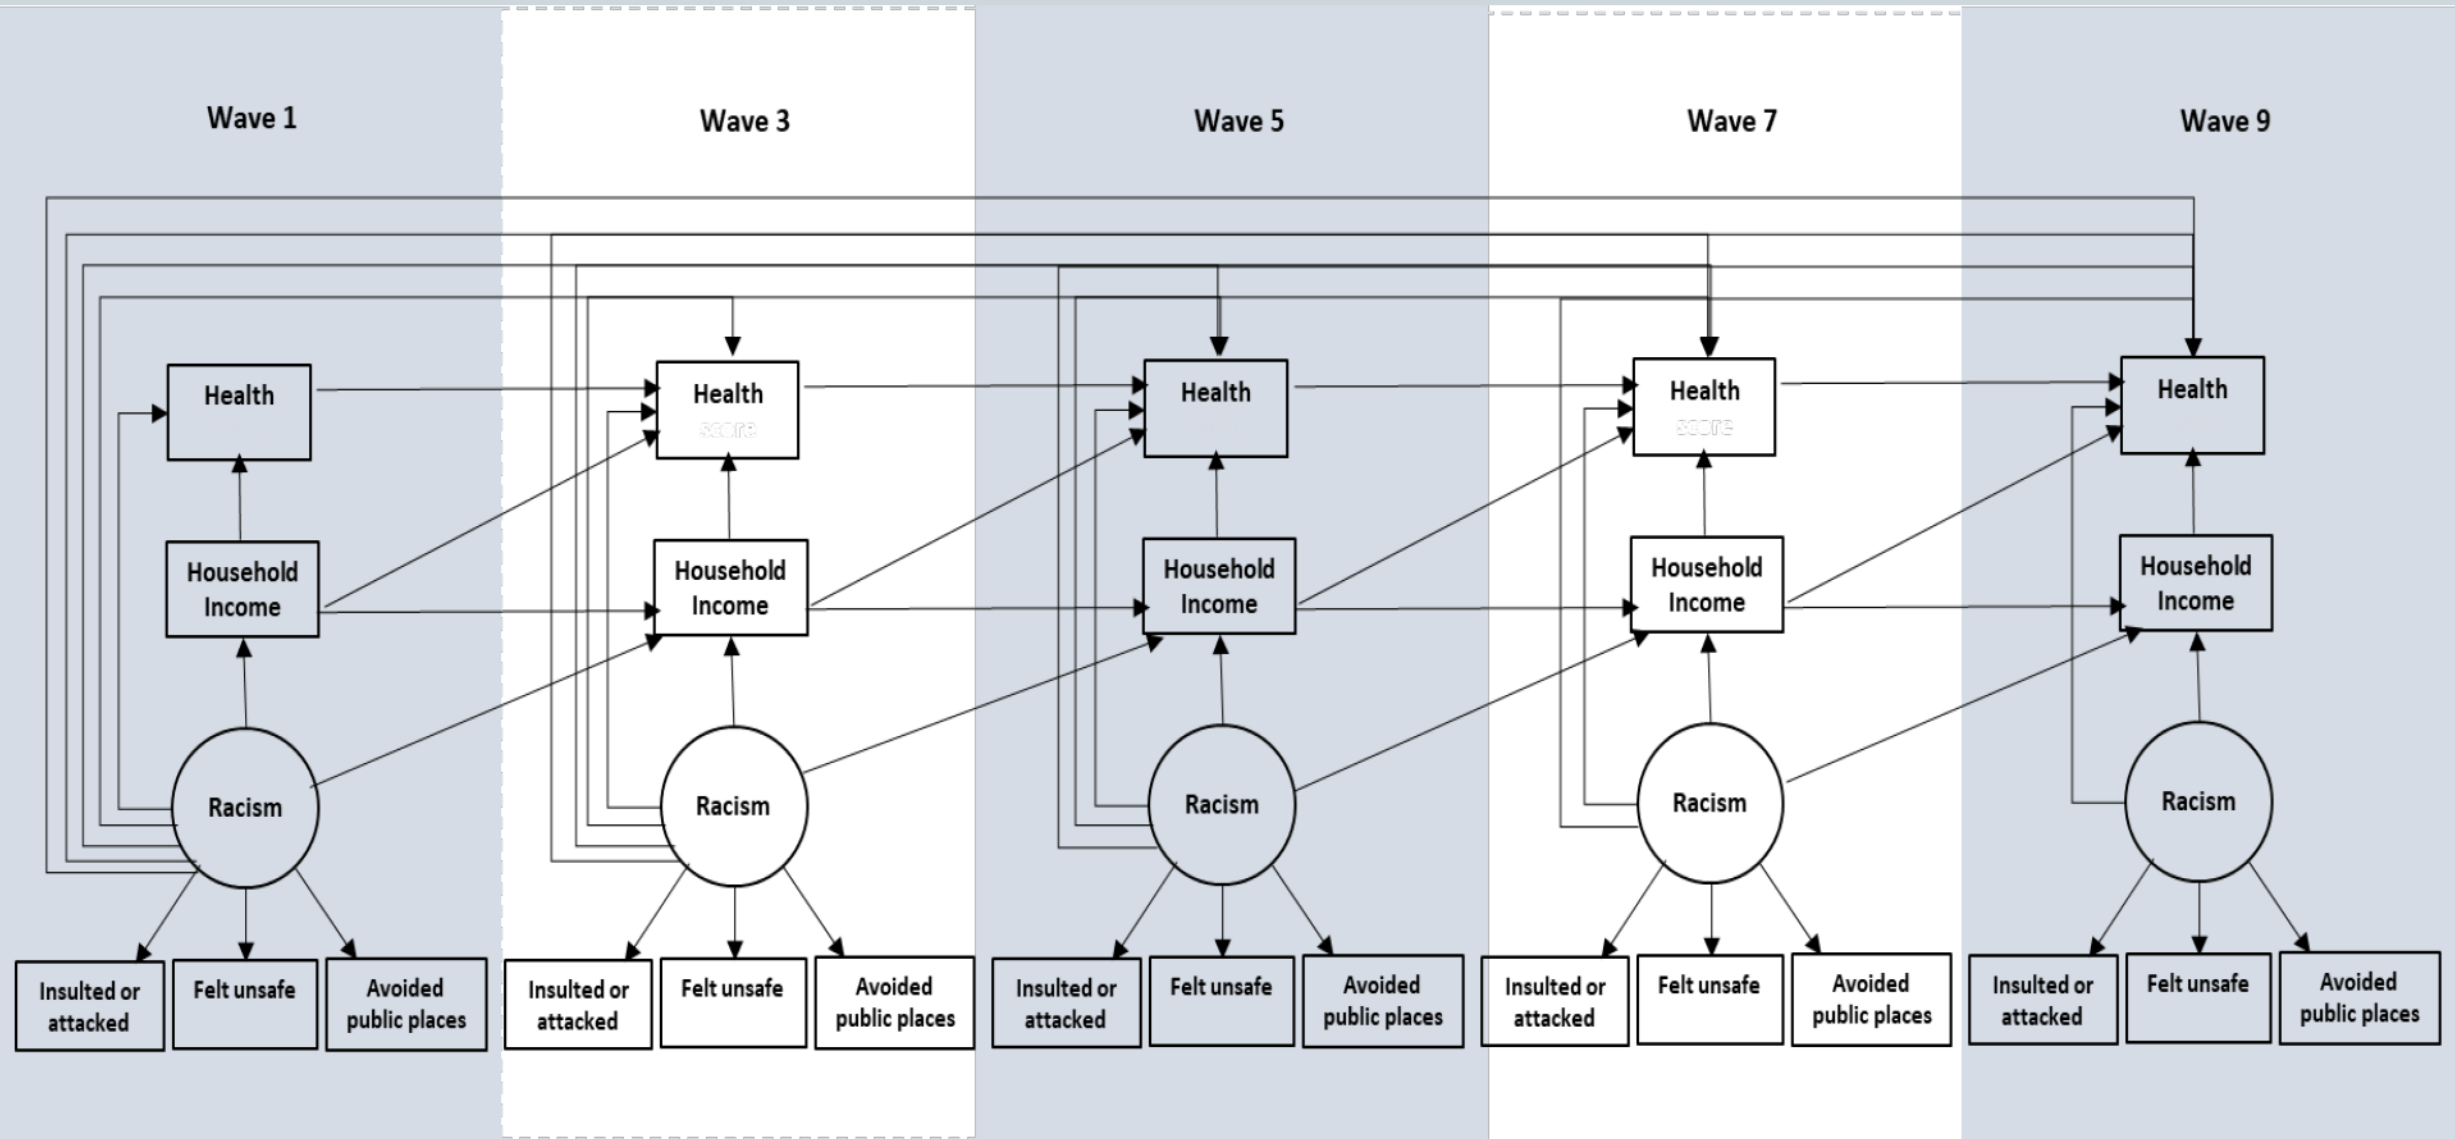 Wave 1
Wave 3
Wave 5
Wave 7
Wave 9
Health
Health
score
Health
Health
score
Health
Household
Income
Household
Income
Household
Income
Household
Income
Household
Income
Racism
Racism
Racism
Racism
Racism
Insulted or
attacked
Felt unsafe
Avoided
public places
Insulted or
attacked
Felt unsafe
Avoided
public places
Insulted or
attacked
Felt unsafe
Avoided
public places
Insulted or
attacked
Felt unsafe
Avoided
public places
Insulted or
attacked
Felt unsafe
Avoided
public places